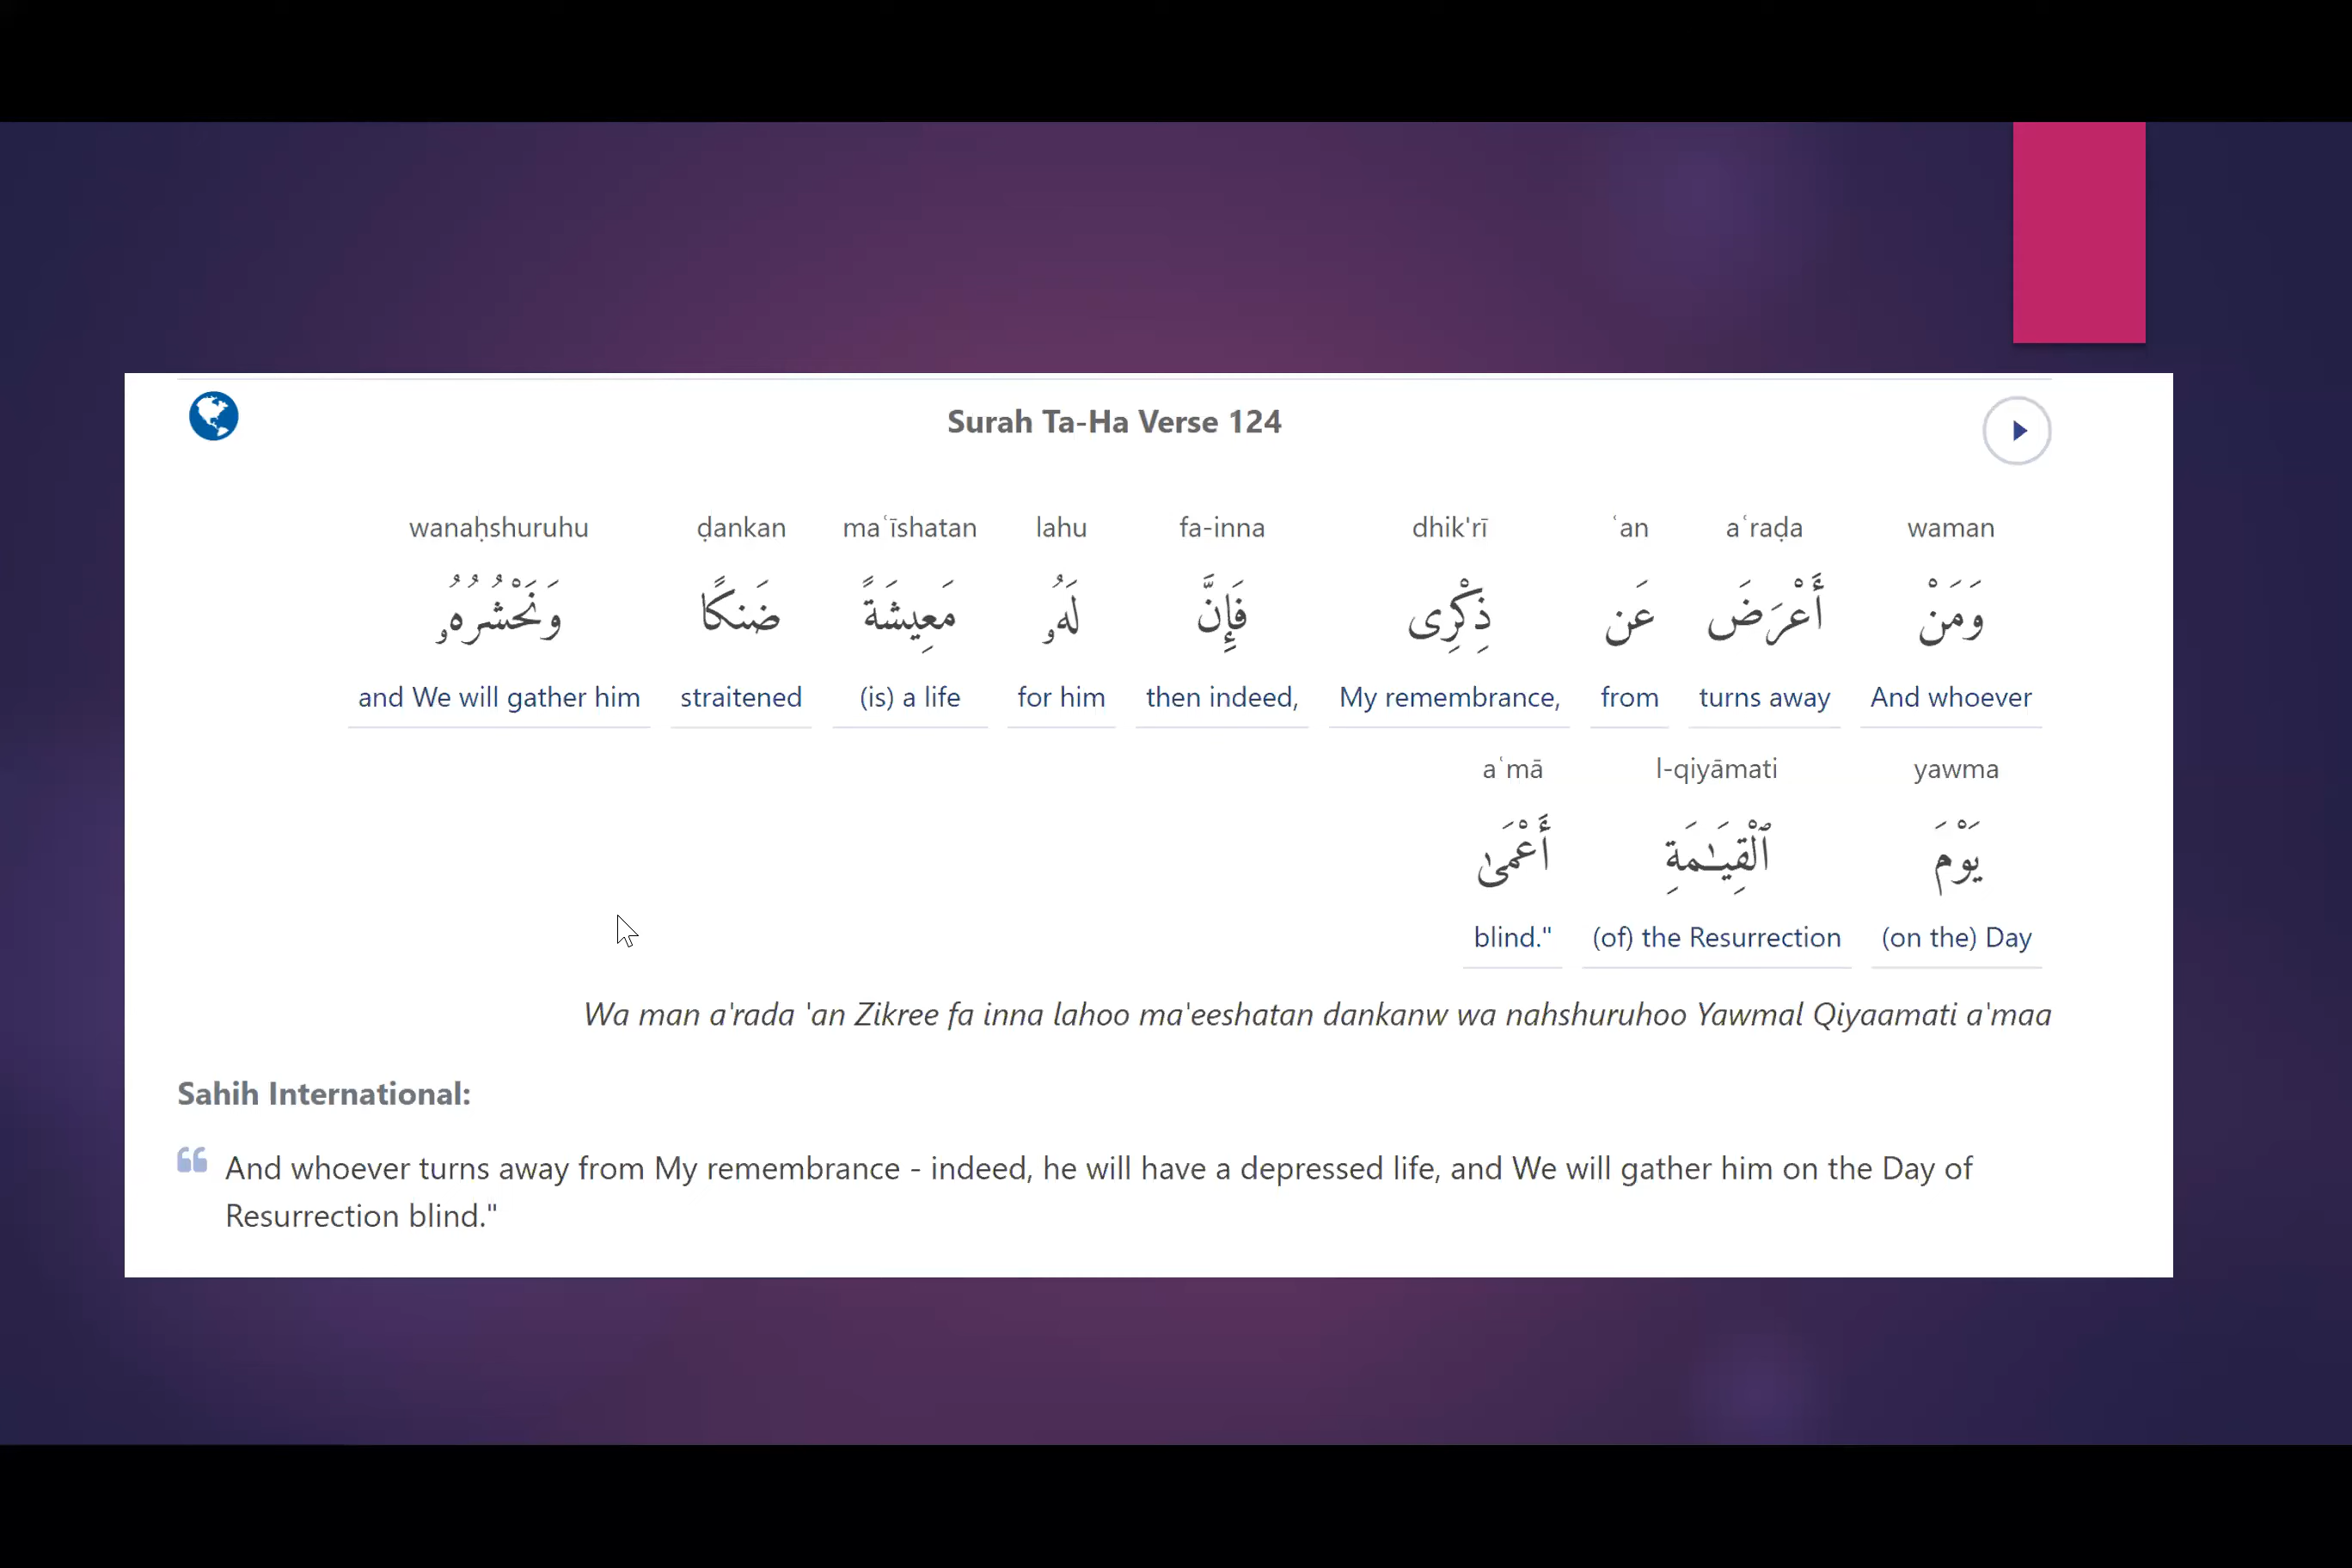 Surah Ta-Ha Verse 124
waman aʿraḍa ʿan dhik'rī fa-inna lahu maʿīshatan ḍankan wanaḥshuruhu
وَمَنْ أَعْرَضَ عَن ذِكْرِى فَإِنَّ لَهُۥ مَعِيشَةً ضَنكًا وَنَحْشُرُهُۥ
And whoever turns away from My remembrance, then indeed, for him (is) a life straitened and We will gather him
yawma l-qiyāmati aʿmā
يَوْمَ ٱلْقِيَـٰمَةِ أَعْمَىٰ
(on the) Day (of) the Resurrection blind."
Wa man a'rada 'an Zikree fa inna lahoo ma'eeshatan dankanw wa nahshuruhoo Yawmal Qiyaamati a'maa
Sahih International:
And whoever turns away from My remembrance - indeed, he will have a depressed life, and We will gather him on the Day of
Resurrection blind."